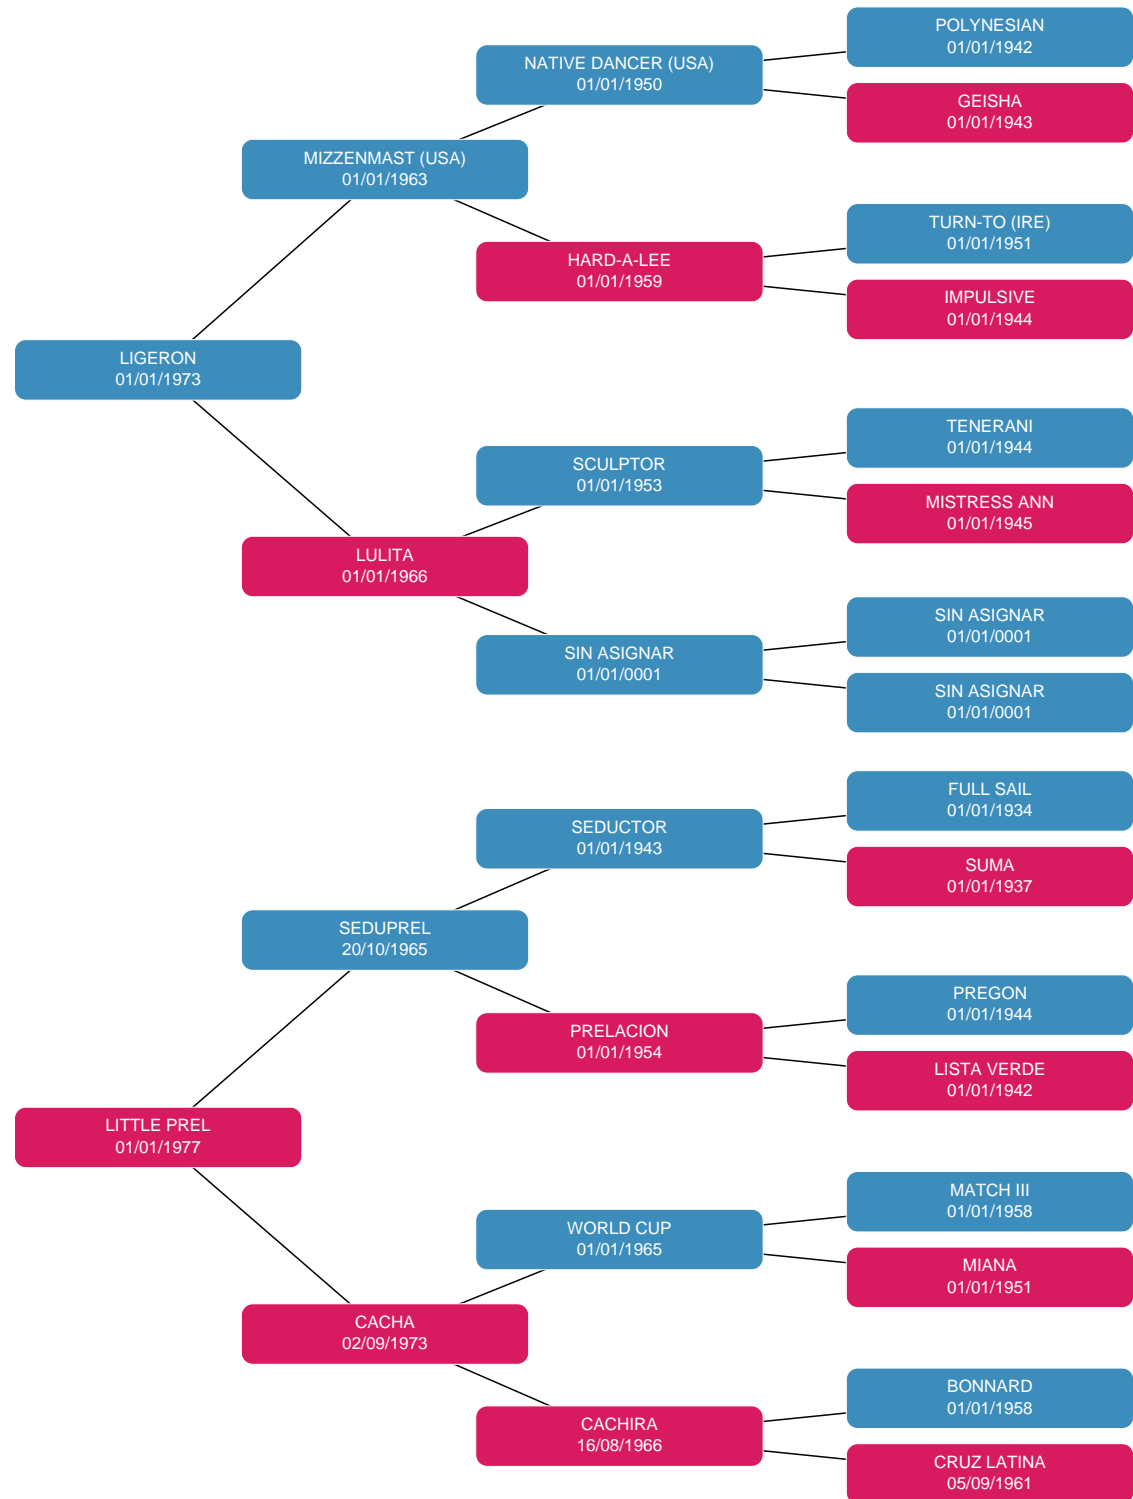 POLYNESIAN
01/01/1942
NATIVE DANCER (USA)
01/01/1950
GEISHA
01/01/1943
MIZZENMAST (USA)
01/01/1963
TURN-TO (IRE)
01/01/1951
HARD-A-LEE
01/01/1959
IMPULSIVE
01/01/1944
LIGERON
01/01/1973
TENERANI
01/01/1944
SCULPTOR
01/01/1953
MISTRESS ANN
01/01/1945
LULITA
01/01/1966
SIN ASIGNAR
01/01/0001
SIN ASIGNAR
01/01/0001
SIN ASIGNAR
01/01/0001
FULL SAIL
01/01/1934
SEDUCTOR
01/01/1943
SUMA
01/01/1937
SEDUPREL
20/10/1965
PREGON
01/01/1944
PRELACION
01/01/1954
LISTA VERDE
01/01/1942
LITTLE PREL
01/01/1977
MATCH III
01/01/1958
WORLD CUP
01/01/1965
MIANA
01/01/1951
CACHA
02/09/1973
BONNARD
01/01/1958
CACHIRA
16/08/1966
CRUZ LATINA
05/09/1961